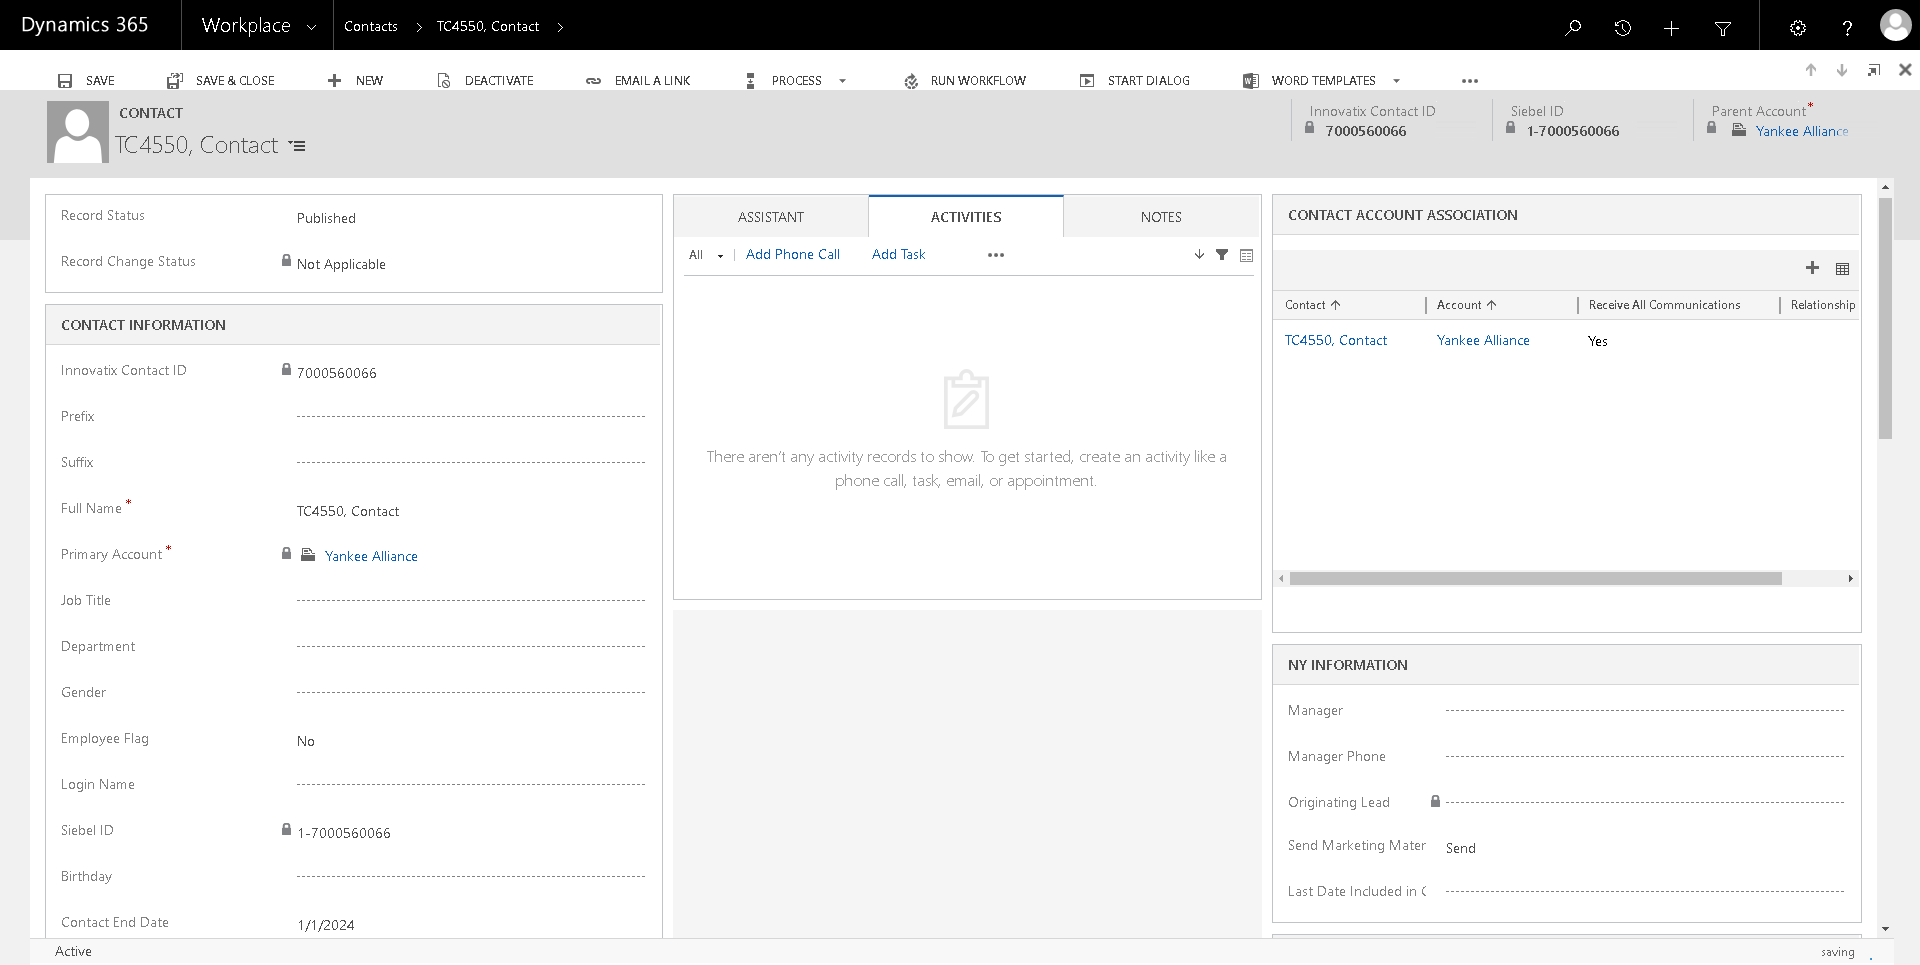 Dynamics 365
Workplace
Contacts
TC4550, Contact
SAVE
SAVE & CLOSE
NEW
DEACTIVATE
EMAIL A LINK
PROCESS
RUN WORKFLOW
START DIALOG
WORD TEMPLATES
CONTACT
TC4550, Contact
Innovatix Contact ID
7000560066
Siebel ID
1-7000560066
Parent Account*
Yankee Alliance
Record Status
Published
Record Change Status
Not Applicable
CONTACT INFORMATION
Innovatix Contact ID
7000560066
Prefix
Suffix
Full Name*
TC4550, Contact
Primary Account*
Yankee Alliance
Job Title
Department
Gender
Employee Flag
No
Login Name
Siebel ID
1-7000560066
Birthday
Contact End Date
1/1/2024
ASSISTANT
ACTIVITIES
NOTES
All
Add Phone Call
Add Task
There aren't any activity records to show. To get started, create an activity like a
phone call, task, email, or appointment.
CONTACT ACCOUNT ASSOCIATION
Contact
Account
Receive All Communications
Relationship
TC4550, Contact
Yankee Alliance
Yes
NY INFORMATION
Manager
Manager Phone
Originating Lead
Send Marketing Mater
Send
Last Date Included in C
Active
saving